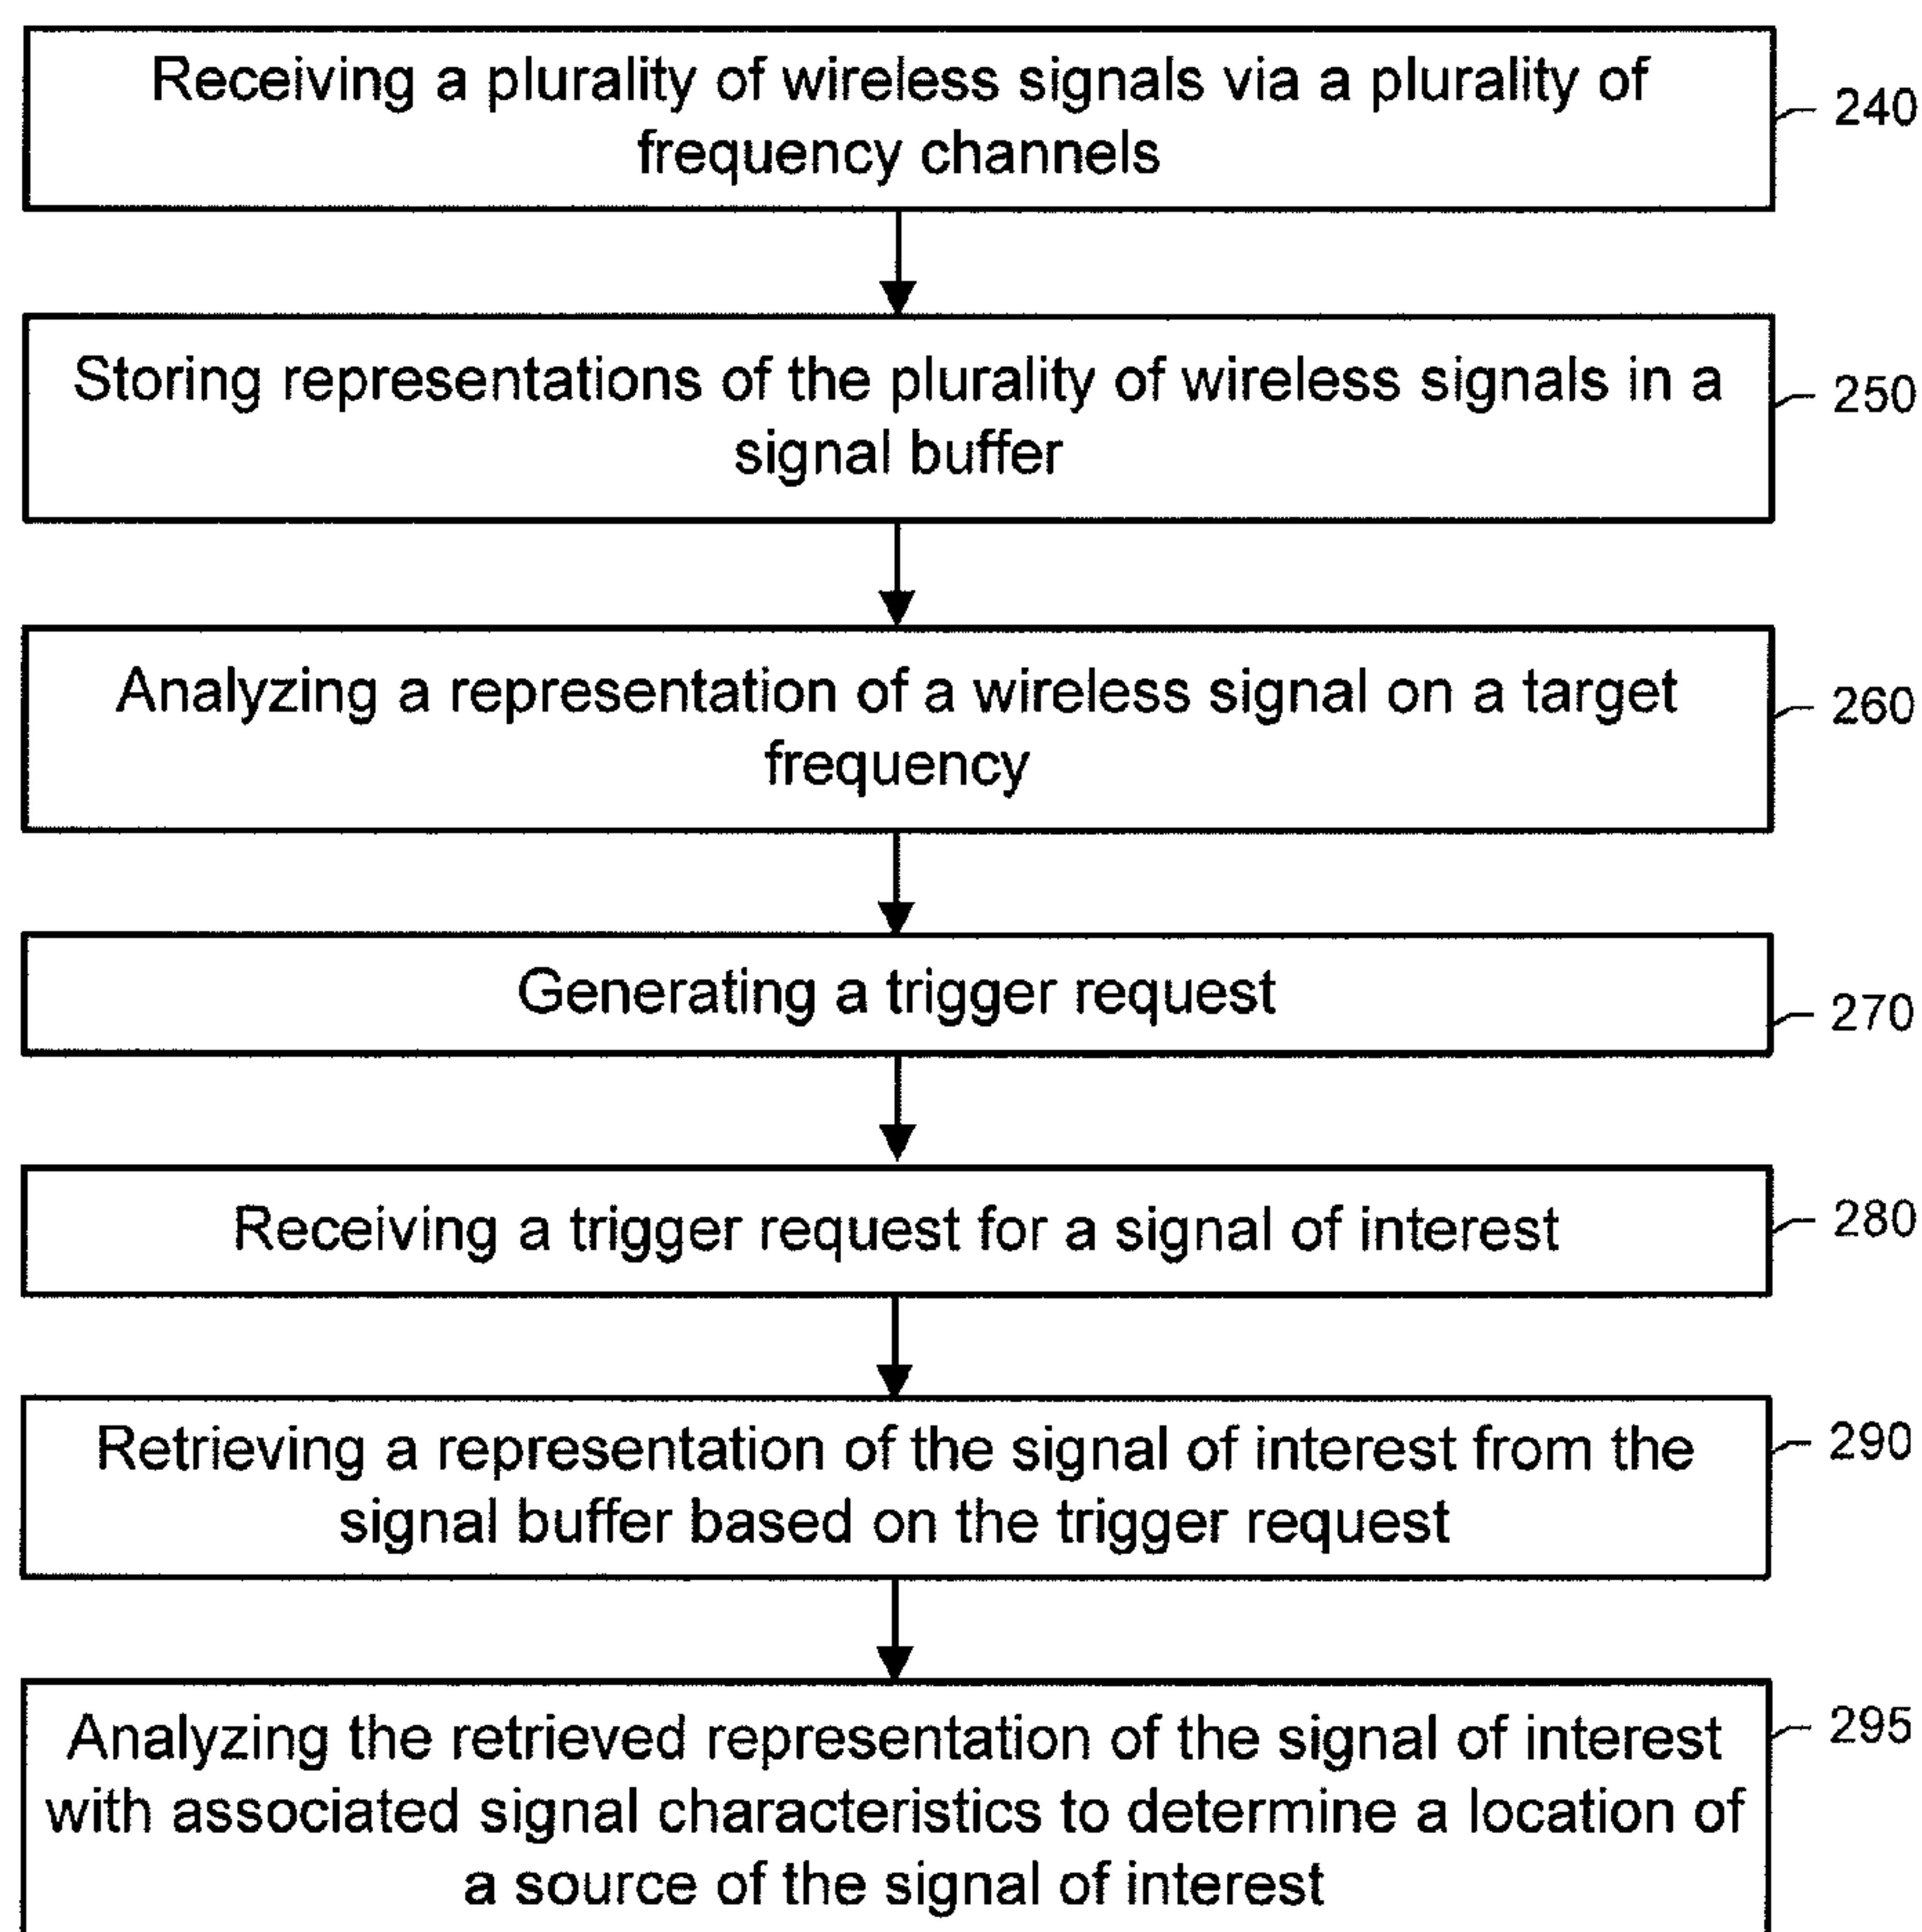 Receiving a plurality of wireless signals via a plurality of
frequency channels
240
Storing representations of the plurality of wireless signals in a
signal buffer
250
Analyzing a representation of a wireless signal on a target
frequency
260
Generating a trigger request
270
Receiving a trigger request for a signal of interest
280
Retrieving a representation of the signal of interest from the
signal buffer based on the trigger request
290
Analyzing the retrieved representation of the signal of interest
with associated signal characteristics to determine a location of
a source of the signal of interest
295